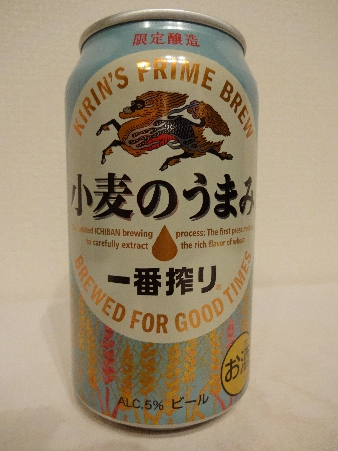 限定醸造
KIRIN'S PRIME BREW
小麦のうまみ
ICHIBAN brewing process: The first press
to carefully extract the rich flavor of wheat
一番搾り
BREWED FOR GOOD TIMES
お酒
ALC.5% ビール